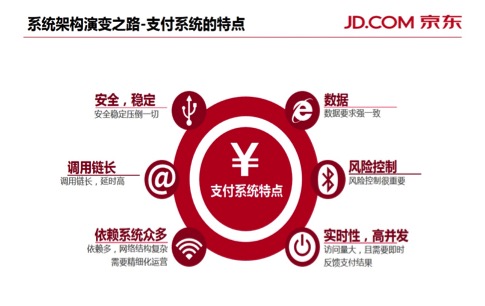 系统架构演变之路-支付系统的特点
JD.COM 京东
安全，稳定
安全稳定压倒一切
数据
数据要求强一致
¥
支付系统特点
调用链长
调用链长，延时高
@
风险控制
风险控制很重要
依赖系统众多
依赖多，网络结构复杂
需要精细化运营
实时性，高并发
访问量大，且需要即时
反馈支付结果